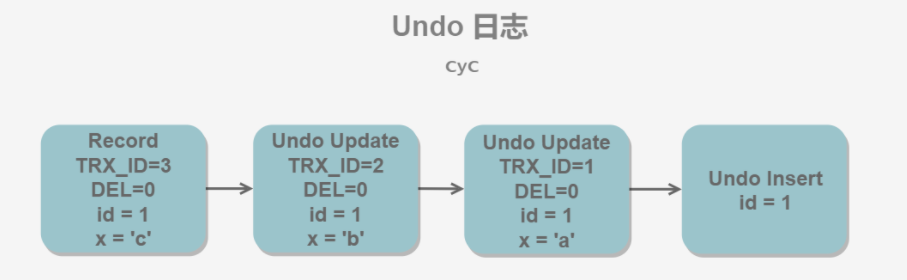 Undo 日志
CyC
Record
TRX_ID=3
DEL=0
id = 1
x = 'c'
Undo Update
TRX_ID=2
DEL=0
id = 1
x = 'b'
Undo Update
TRX_ID=1
DEL=0
id = 1
x = 'a'
Undo Insert
id = 1